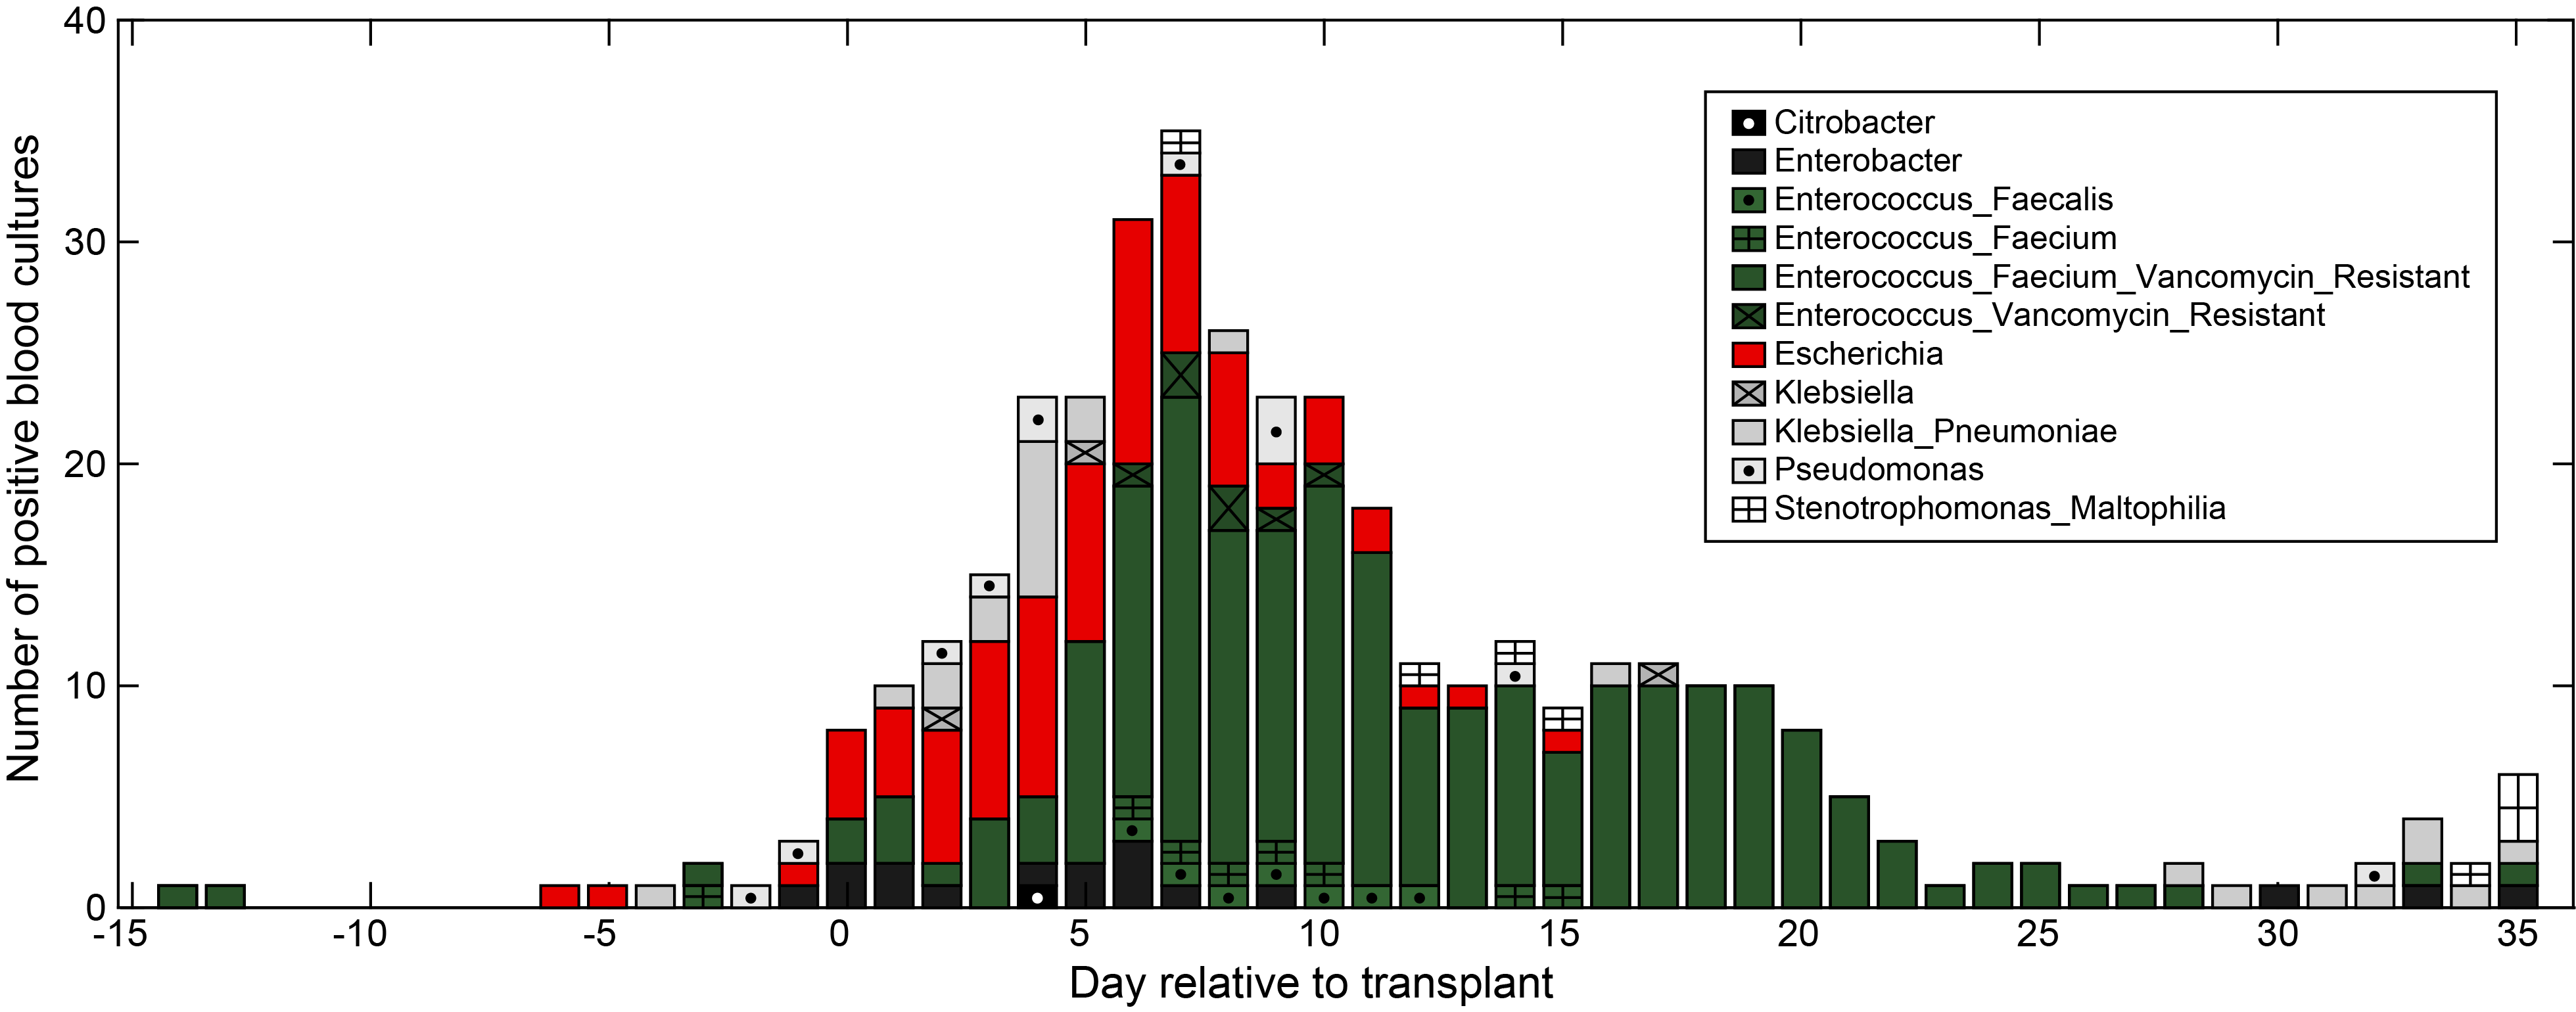 Number of positive blood cultures
40
30
20
10
0
Citrobacter
Enterobacter
Enterococcus_Faecalis
Enterococcus_Faecium
Enterococcus_Faecium_Vancomycin_Resistant
Enterococcus_Vancomycin_Resistant
Escherichia
Klebsiella
Klebsiella_Pneumoniae
Pseudomonas
Stenotrophomonas_Maltophilia
-15 -10 -5 0 5 10 15 20 25 30 35
Day relative to transplant